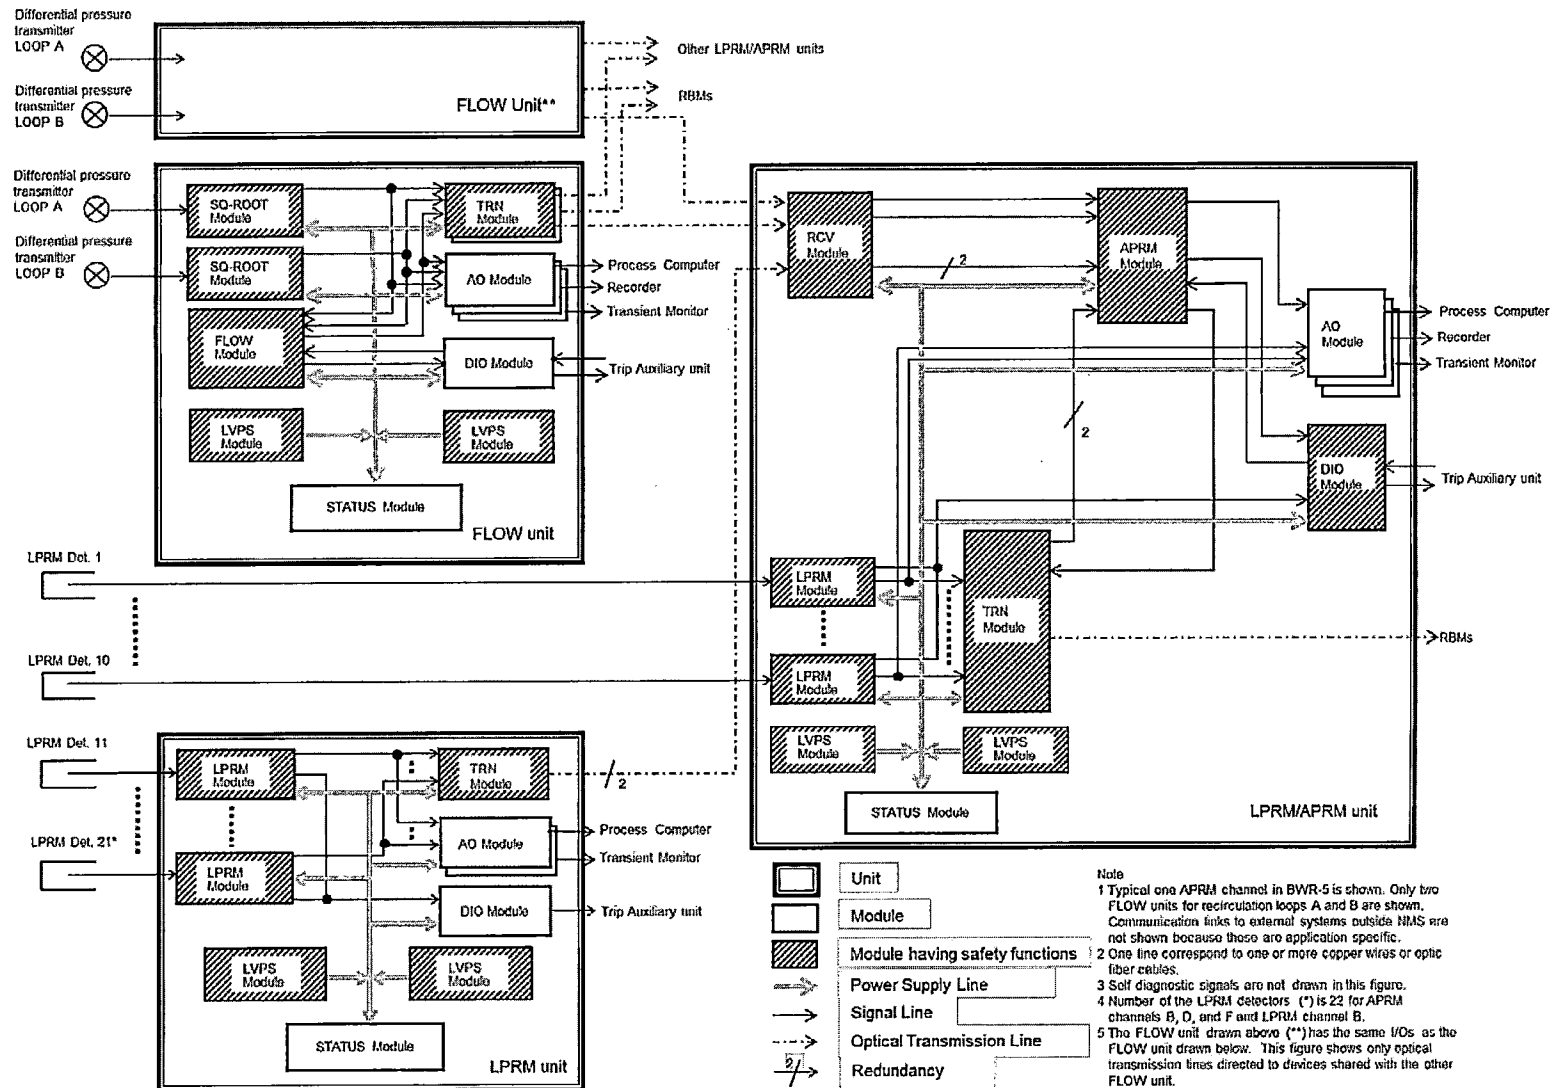 Differential pressure
transmitter
LOOP A
Differential pressure
transmitter
LOOP B
FLOW Unit**
Other LPRM/APRM units
RBMs
Differential pressure
transmitter
LOOP A
Differential pressure
transmitter
LOOP B
SQ-ROOT
Module
SQ-ROOT
Module
FLOW
Module
TRN
Module
AO Module
DIO Module
Process Computer
Recorder
Transient Monitor
Trip Auxiliary unit
LVPS
Module
LVPS
Module
STATUS Module
FLOW unit
RCV
Module
APRM
Module
2
AO
Module
Process Computer
Recorder
Transient Monitor
2
DIO
Module
Trip Auxiliary unit
LPRM Det. 1
LPRM
Module
TRN
Module
RBMs
LPRM Det. 10
LPRM
Module
LVPS
Module
LVPS
Module
STATUS Module
LPRM/APRM unit
LPRM Det. 11
LPRM
Module
TRN
Module
2
LPRM Det. 21*
LPRM
Module
AO Module
Process Computer
Transient Monitor
DIO Module
Trip Auxiliary unit
LVPS
Module
LVPS
Module
STATUS Module
LPRM unit
Unit
Module
Module having safety functions
Power Supply Line
Signal Line
Optical Transmission Line
2
Redundancy
Note
1 Typical one APRM channel in BWR-5 is shown. Only two
FLOW units for recirculation loops A and B are shown.
Communication links to external systems outside NMS are
not shown because those are application specific.
2 One line correspond to one or more copper wires or optic
fiber cables.
3 Self diagnostic signals are not drawn in this figure.
4 Number of the LPRM detectors (*) is 22 for APRM
channels B, D, and F and LPRM channel B.
5 The FLOW unit drawn above (**) has the same I/Os as the
FLOW unit drawn below. This figure shows only optical
transmission lines directed to devices shared with the other
FLOW unit.